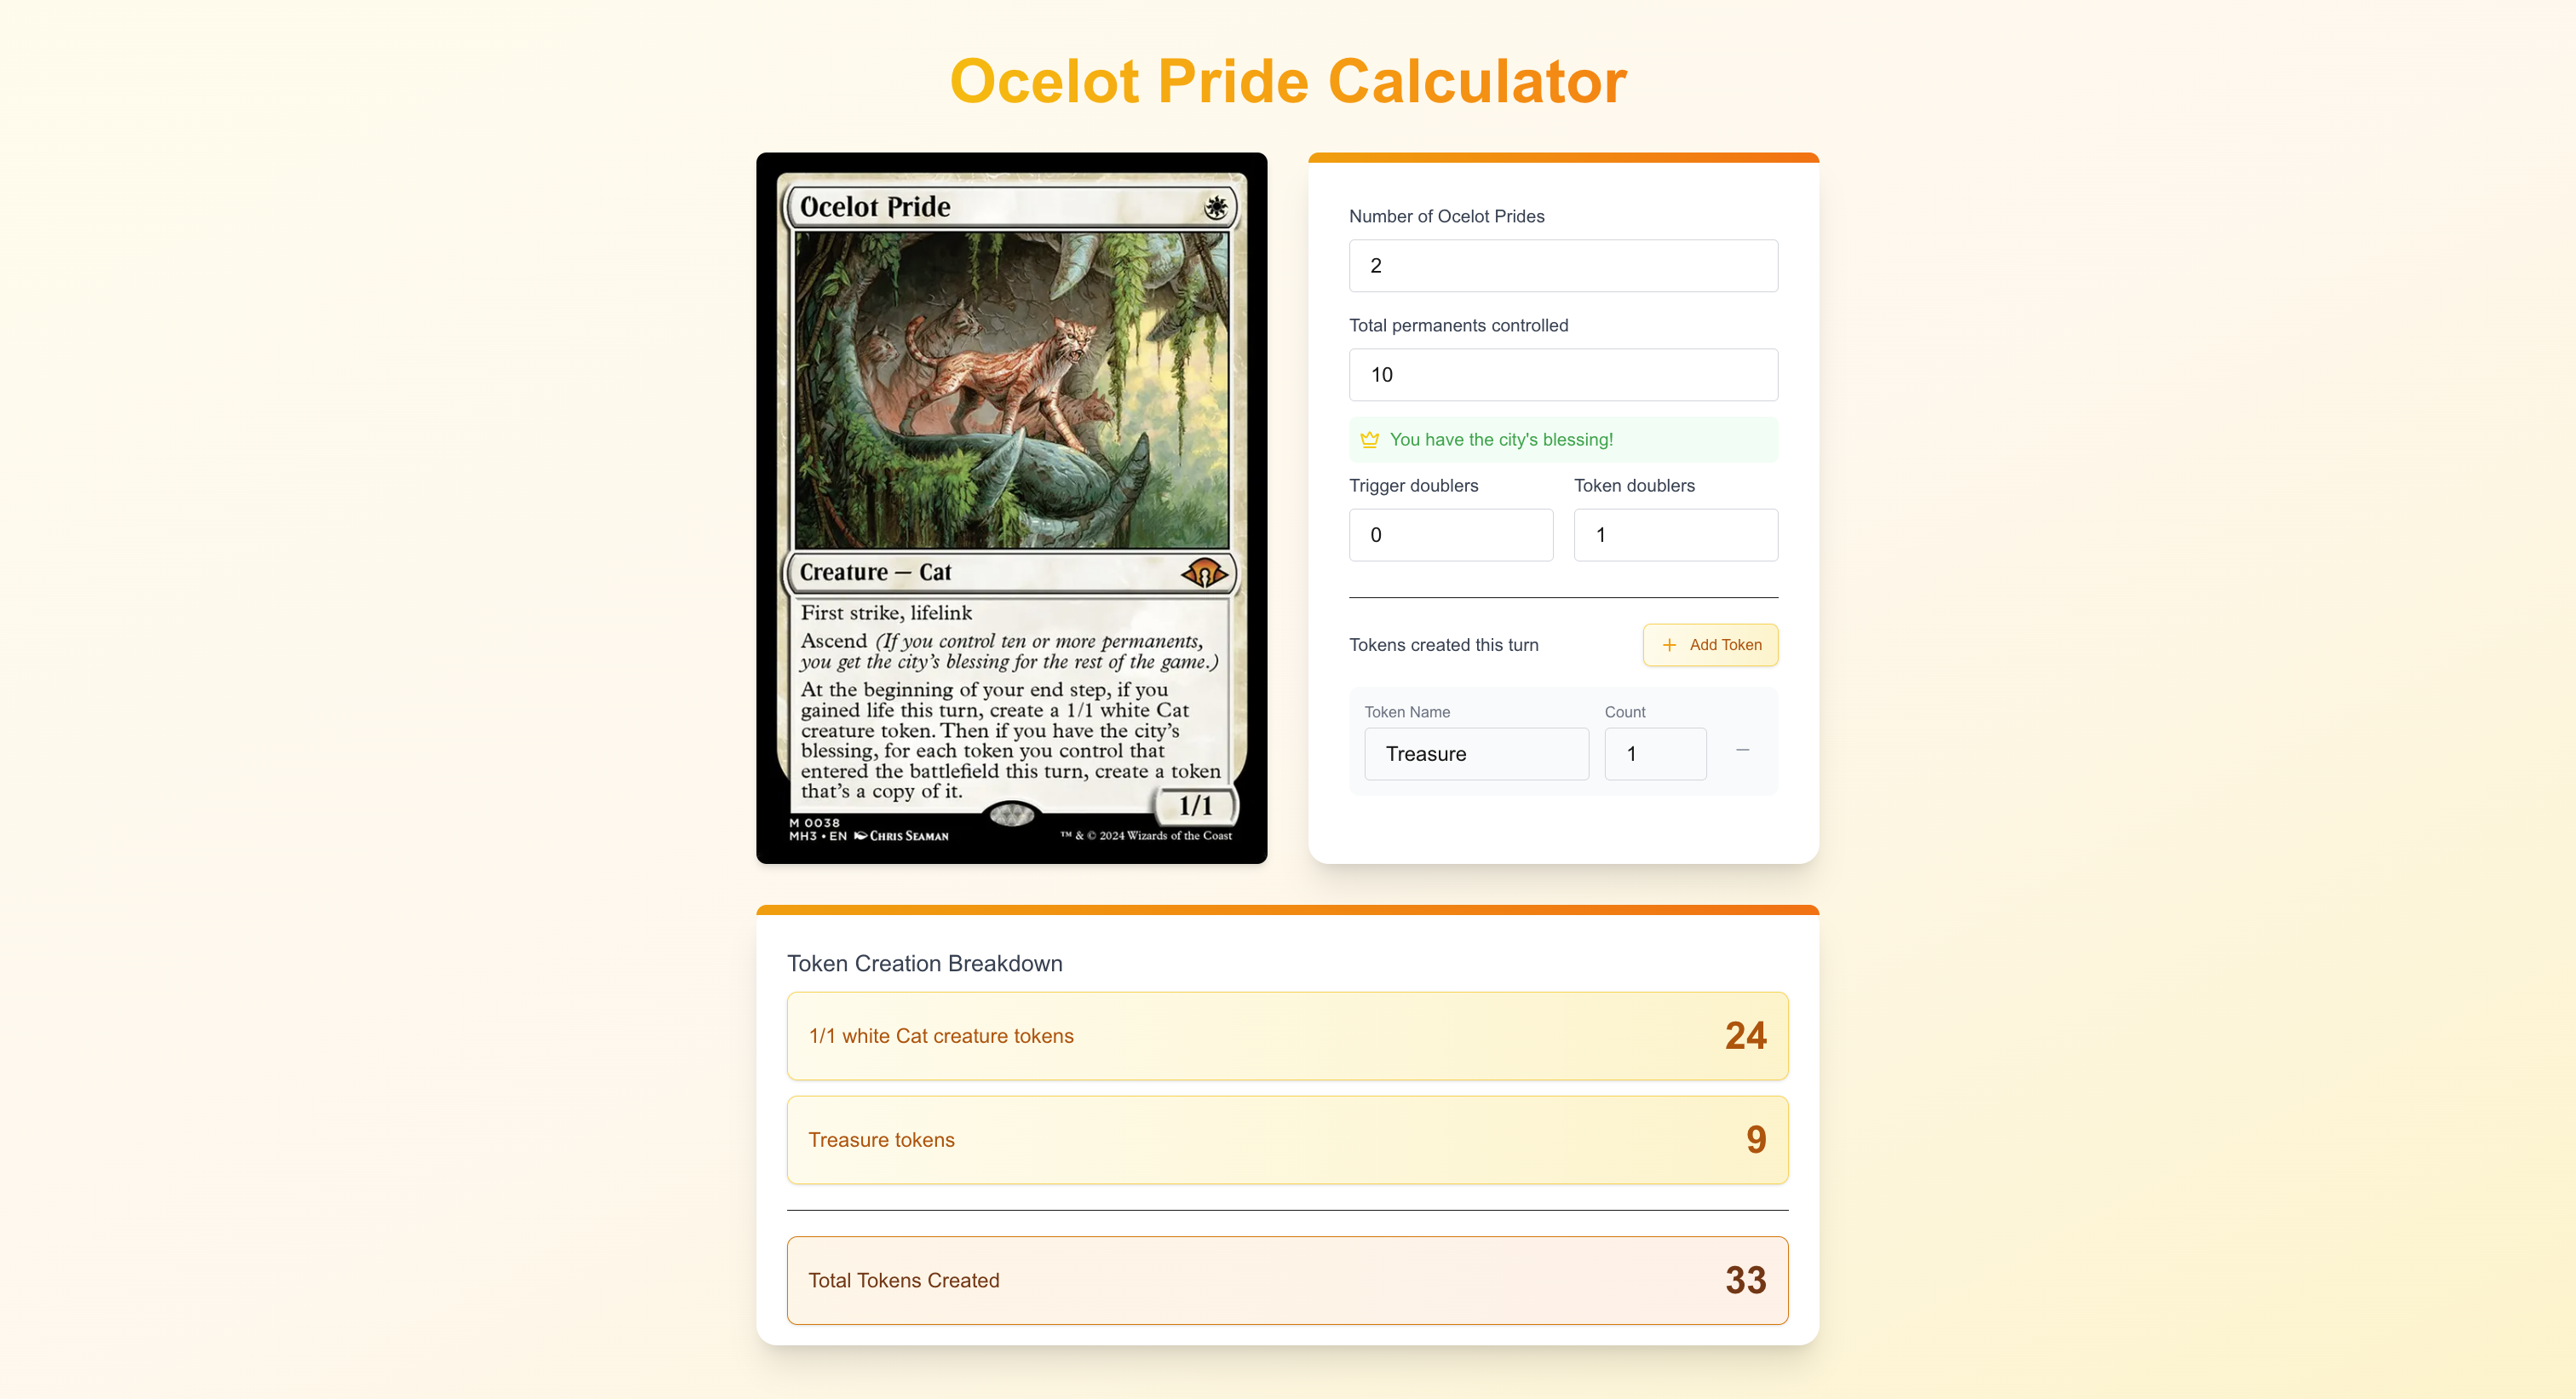 Ocelot Pride Calculator
Ocelot Pride
Creature — Cat
First strike, lifelink
Ascend (If you control ten or more permanents,
you get the city's blessing for the rest of the game.)
At the beginning of your end step, if you
gained life this turn, create a 1/1 white Cat
creature token. Then if you have the city's
blessing, for each token you control that
entered the battlefield this turn, create a token
that's a copy of it.
1/1
M 0038
MH3 • EN CHRIS SEAMAN
™ & © 2024 Wizards of the Coast
Number of Ocelot Prides
2
Total permanents controlled
10
You have the city's blessing!
Trigger doublers Token doublers
0 1
Tokens created this turn + Add Token
Token Name Count
Treasure 1
Token Creation Breakdown
1/1 white Cat creature tokens 24
Treasure tokens 9
Total Tokens Created 33